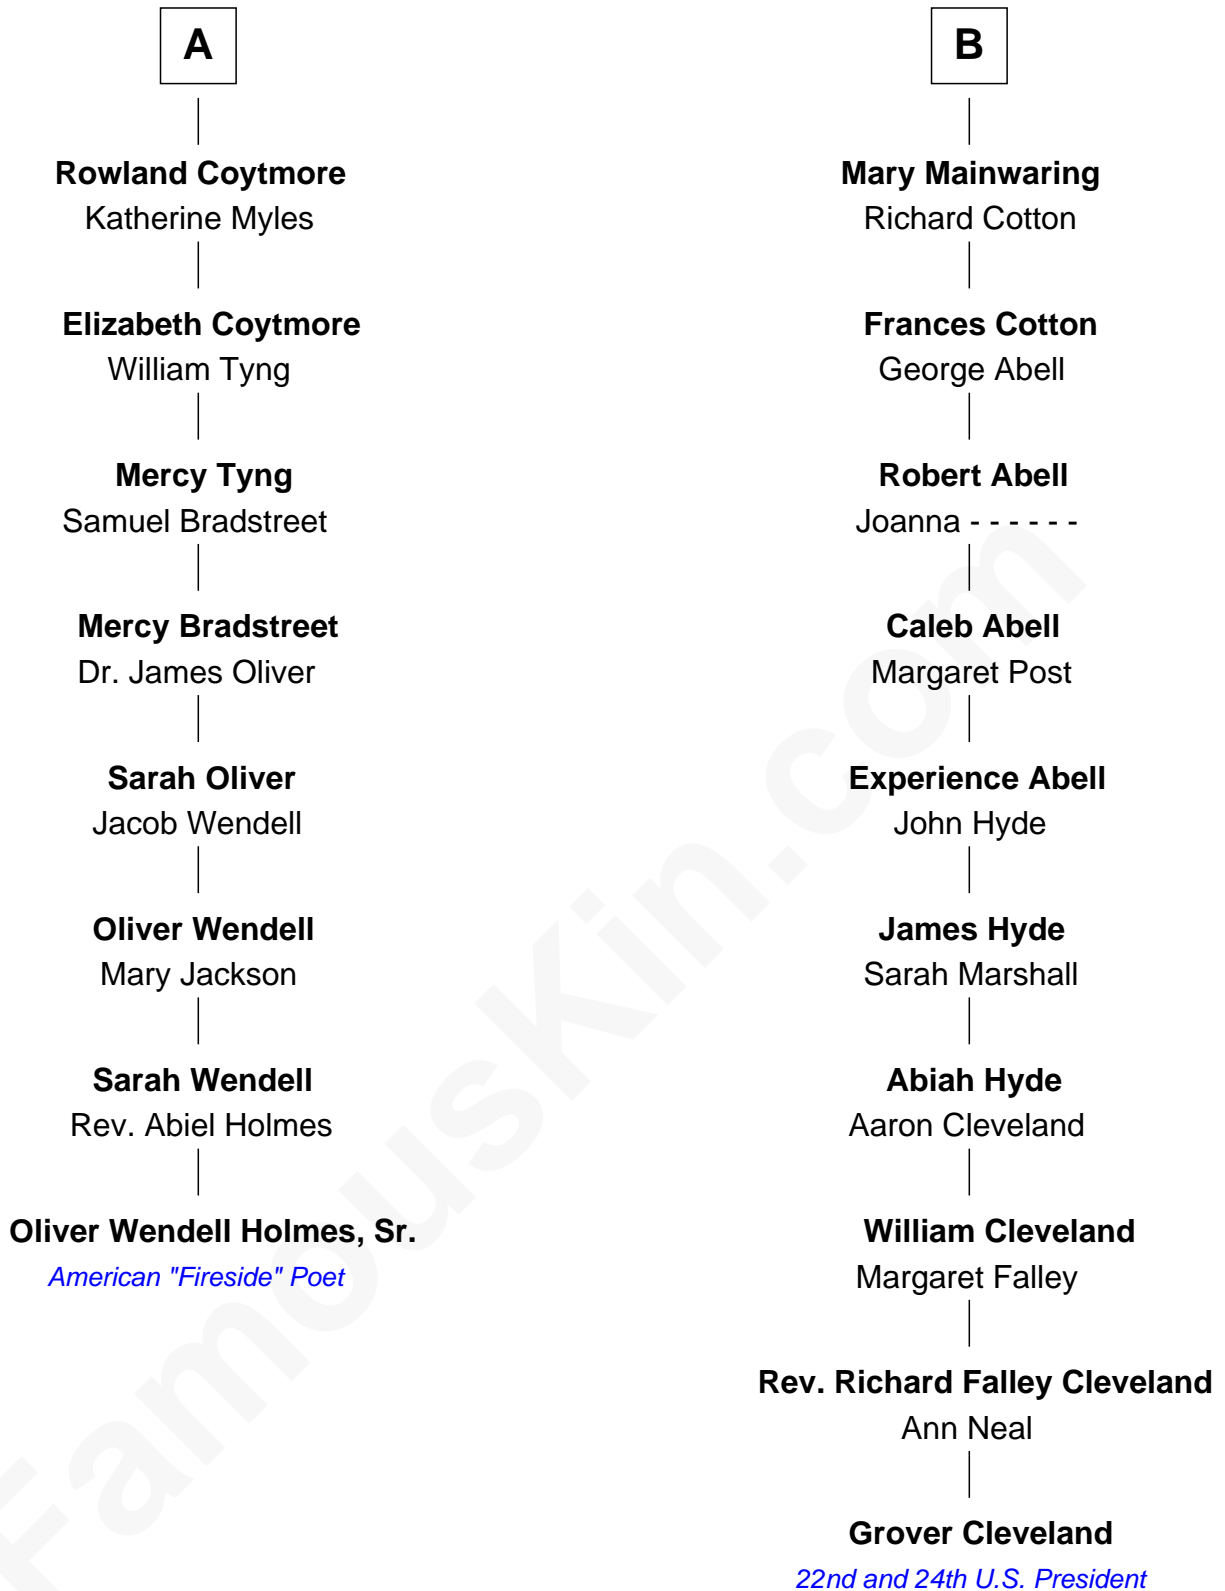 A
Rowland Coytmore
Katherine Myles
Elizabeth Coytmore
William Tyng
Mercy Tyng
Samuel Bradstreet
Mercy Bradstreet
Dr. James Oliver
Sarah Oliver
Jacob Wendell
Oliver Wendell
Mary Jackson
Sarah Wendell
Rev. Abiel Holmes
Oliver Wendell Holmes, Sr.
American "Fireside" Poet
B
Mary Mainwaring
Richard Cotton
Frances Cotton
George Abell
Robert Abell
Joanna - - - - - -
Caleb Abell
Margaret Post
Experience Abell
John Hyde
James Hyde
Sarah Marshall
Abiah Hyde
Aaron Cleveland
William Cleveland
Margaret Falley
Rev. Richard Falley Cleveland
Ann Neal
Grover Cleveland
22nd and 24th U.S. President
FamousKin.com